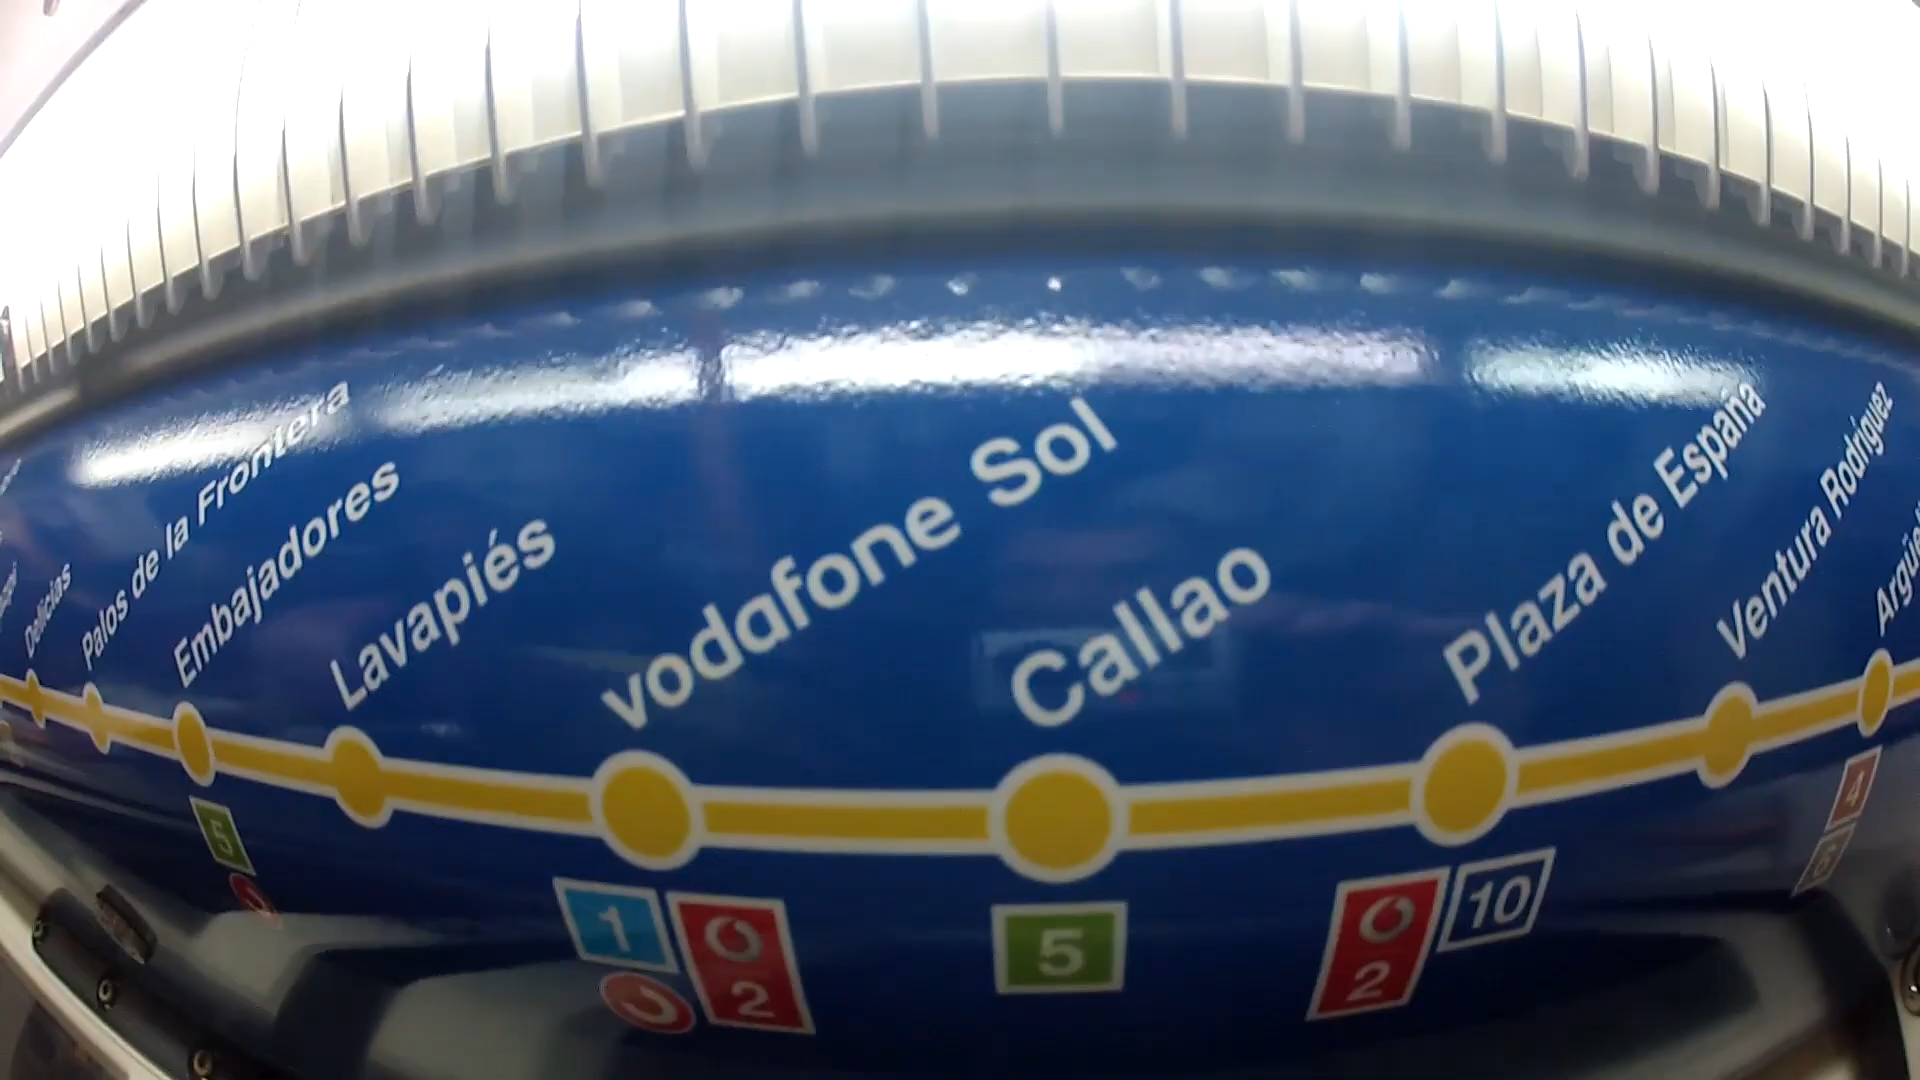 Delicias
Palos de la Frontera
Embajadores
Lavapiés
vodafone Sol
Callao
Plaza de España
Ventura Rodríguez
5
1
2
5
2
10
4